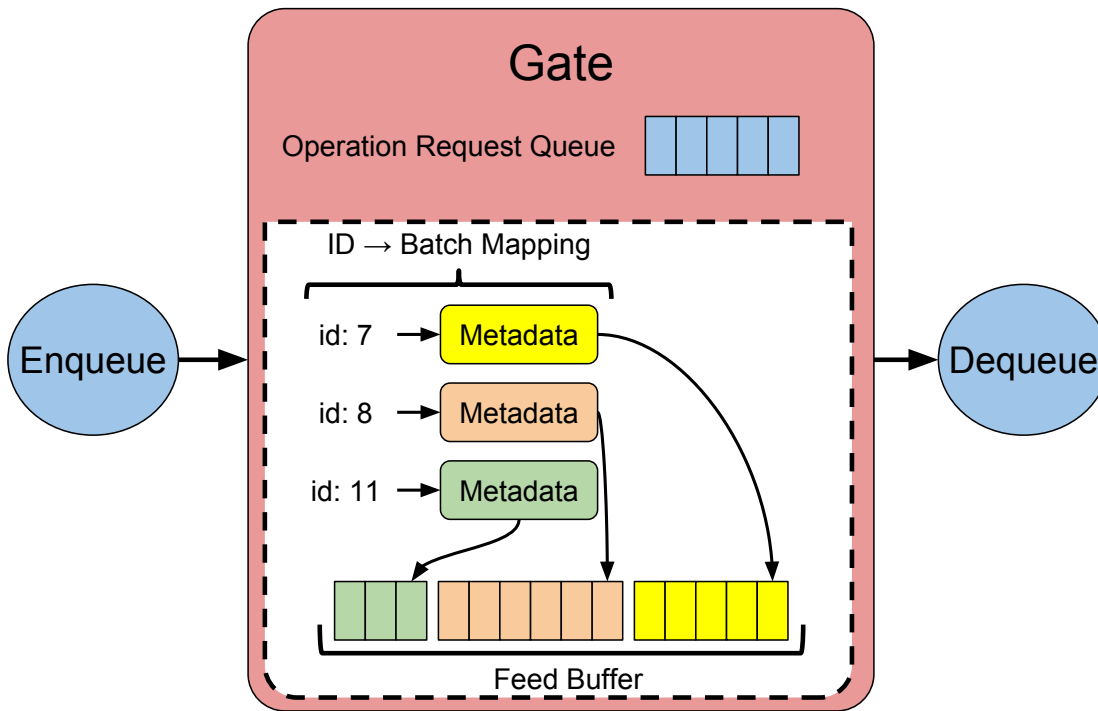 Gate
Operation Request Queue
ID → Batch Mapping
id: 7
Metadata
Enqueue
Dequeue
id: 8
Metadata
id: 11
Metadata
Feed Buffer